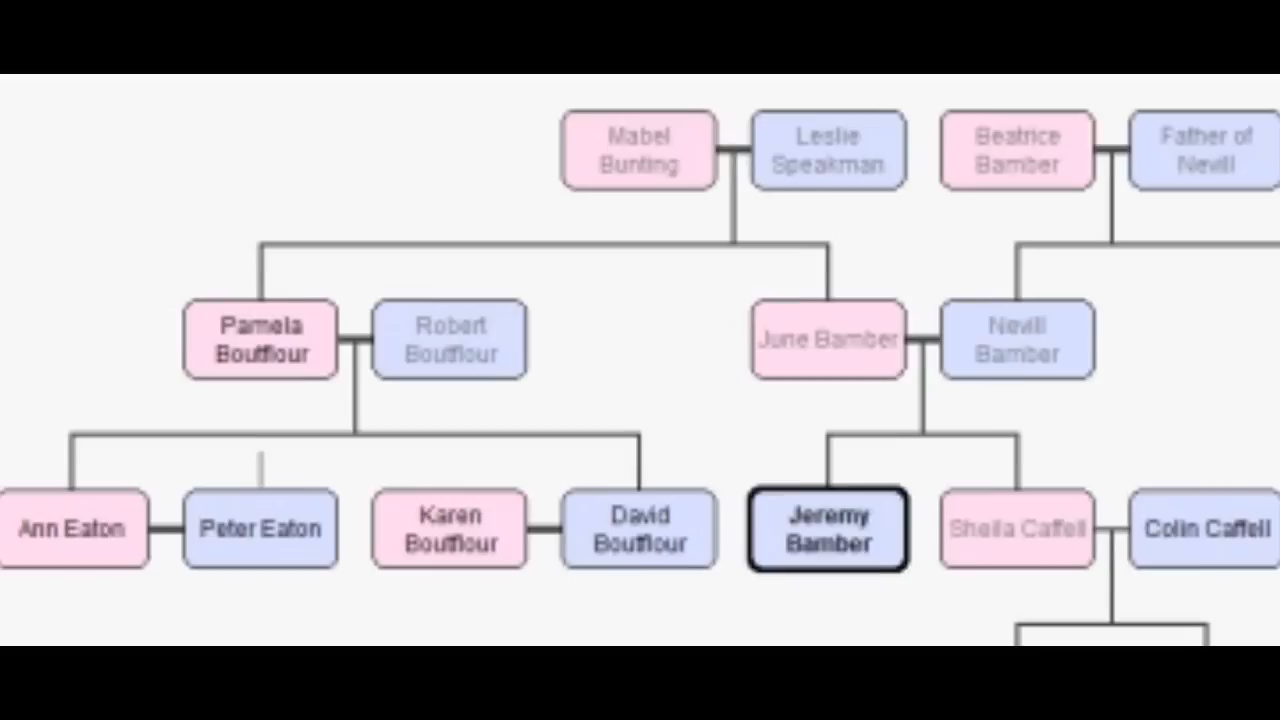 Mabel
Bunting
Leslie
Speakman
Beatrice
Bamber
Father of
Nevill
Pamela
Boutflour
Robert
Boutflour
June Bamber
Nevill
Bamber
Ann Eaton
Peter Eaton
Karen
Boutflour
David
Boutflour
Jeremy
Bamber
Sheila Caffell
Colin Caffell